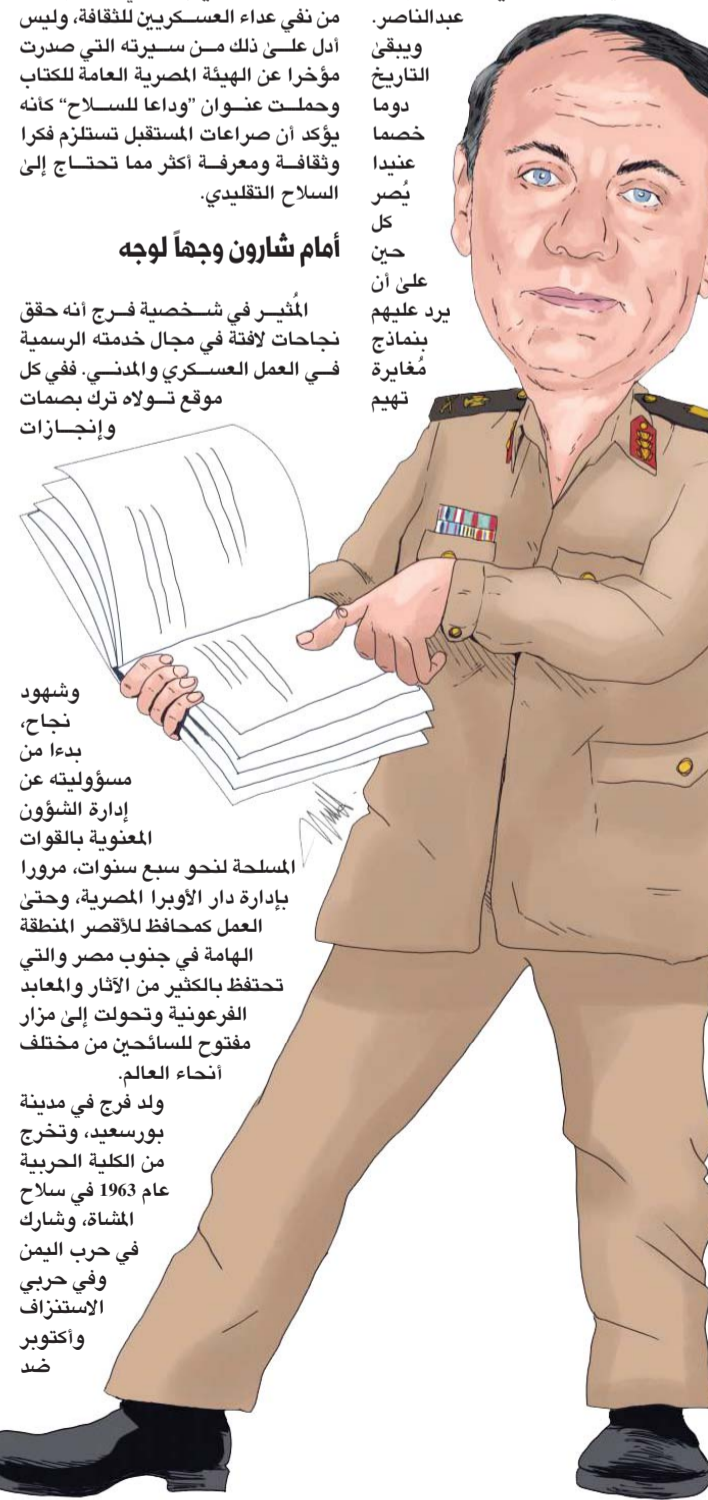 عبدالناصر.
ويبقىٰ
التاريخ
دوما
خصما
عنيدا
يُصر
كل
حين
علىٰ أن
يرد عليهم
بنماذج
مُغايرة
تهيم
من نفي عداء العسكريين للثقافة، وليس
أدل علىٰ ذلك من سيرته التي صدرت
مؤخرا عن الهيئة المصرية العامة للكتاب
وحملت عنوان ”وداعا للسلاح“ كأنه
يؤكد أن صراعات المستقبل تستلزم فكرا
وثقافة ومعرفة أكثر مما تحتاج إلىٰ
السلاح التقليدي.
أمام شارون وجهاً لوجه
المُثير في شخصية فرج أنه حقق
نجاحات لافتة في مجال خدمته الرسمية
في العمل العسكري والمدني. ففي كل
موقع تولاه ترك بصمات
وإنجازات
وشهود
نجاح،
بدءا من
مسؤوليته عن
إدارة الشؤون
المعنوية بالقوات
المسلحة لنحو سبع سنوات، مرورا
بإدارة دار الأوبرا المصرية، وحتىٰ
العمل كمحافظ للأقصر المنطقة
الهامة في جنوب مصر والتي
تحتفظ بالكثير من الآثار والمعابد
الفرعونية وتحولت إلىٰ مزار
مفتوح للسائحين من مختلف
أنحاء العالم.
ولد فرج في مدينة
بورسعيد، وتخرج
من الكلية الحربية
عام 1963 في سلاح
المشاة، وشارك
في حرب اليمن
وفي حربي
الاستنزاف
وأكتوبر
ضد